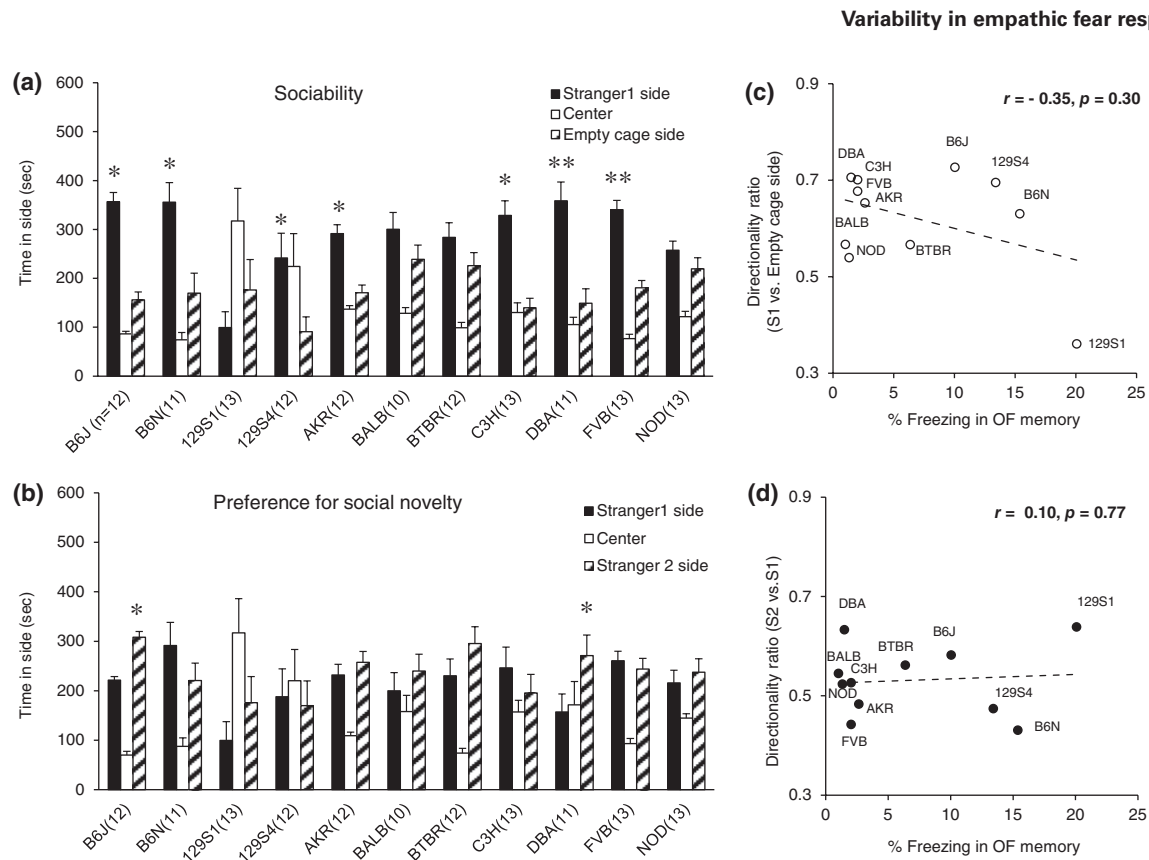 Variability in empathic fear resp
(a)
Sociability
Stranger1 side
Center
Empty cage side
Time in side (sec)
600
500
400
300
200
100
0
* * * * * ** **
B6J (n=12) B6N(11) 129S1(13) 129S4(12) AKR(12) BALB(10) BTBR(12) C3H(13) DBA(11) FVB(13) NOD(13)
(c)
r = - 0.35, p = 0.30
Directionality ratio
(S1 vs. Empty cage side)
0.9
0.7
0.5
0.3
DBA
C3H
FVB
AKR
BALB
NOD
BTBR
B6J
129S4
B6N
129S1
0 5 10 15 20 25
% Freezing in OF memory
(b)
Preference for social novelty
Stranger1 side
Center
Stranger 2 side
Time in side (sec)
600
500
400
300
200
100
0
* *
B6J(12) B6N(11) 129S1(13) 129S4(12) AKR(12) BALB(10) BTBR(12) C3H(13) DBA(11) FVB(13) NOD(13)
(d)
r = 0.10, p = 0.77
Directionality ratio (S2 vs.S1)
0.9
0.7
0.5
0.3
DBA
BALB
C3H
NOD
AKR
FVB
BTBR
B6J
129S4
B6N
129S1
0 5 10 15 20 25
% Freezing in OF memory